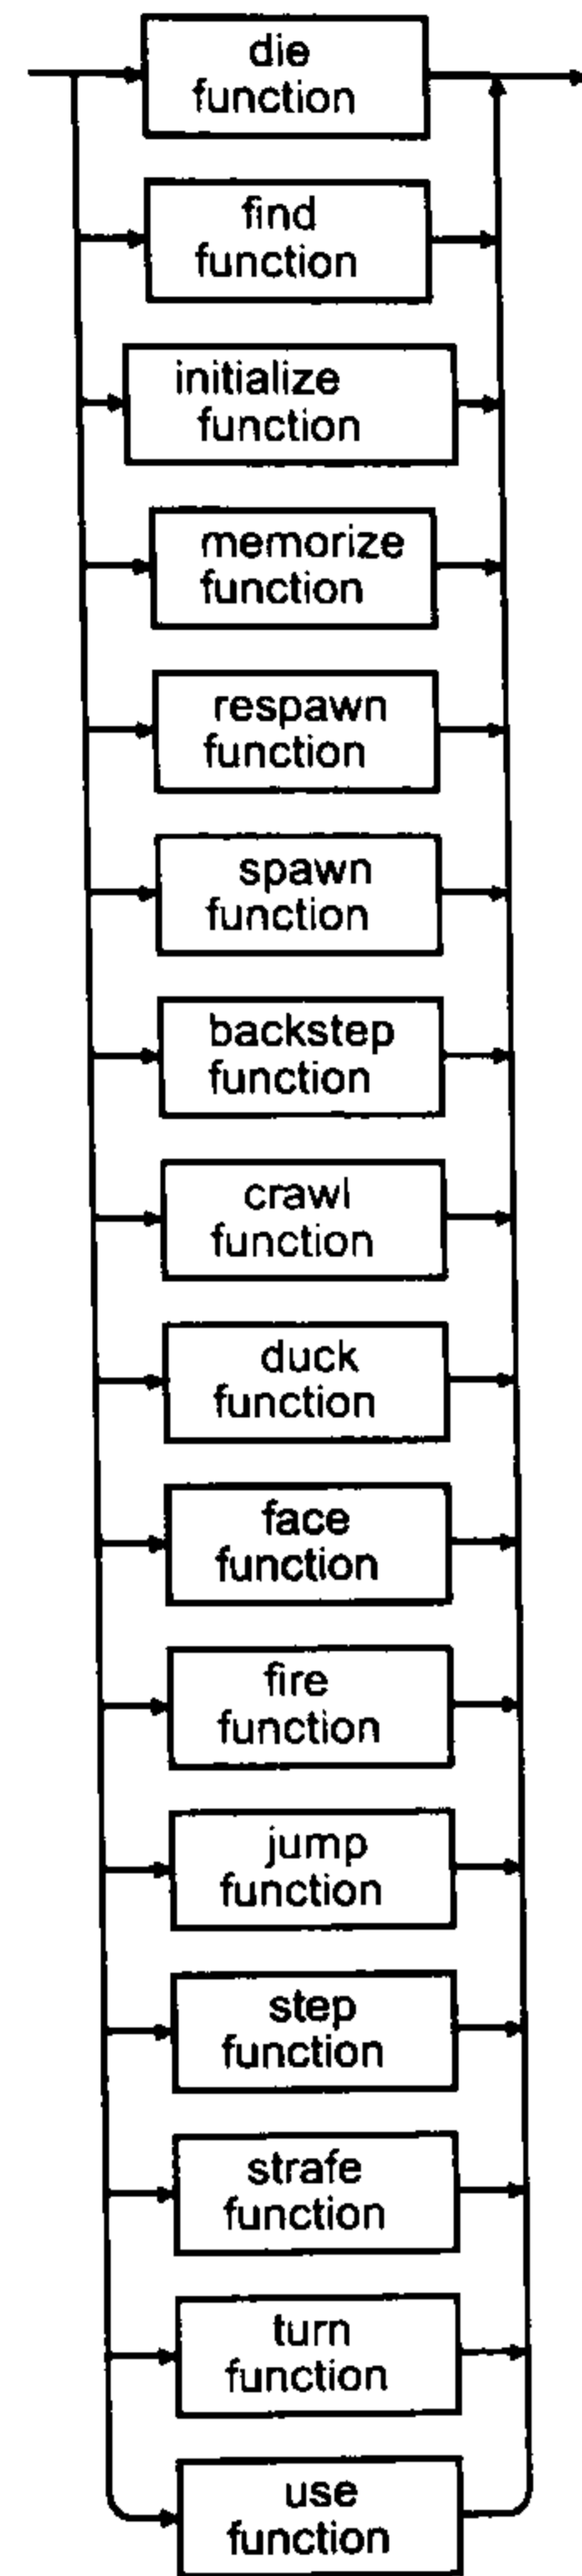 die
function
find
function
initialize
function
memorize
function
respawn
function
spawn
function
backstep
function
crawl
function
duck
function
face
function
fire
function
jump
function
step
function
strafe
function
turn
function
use
function